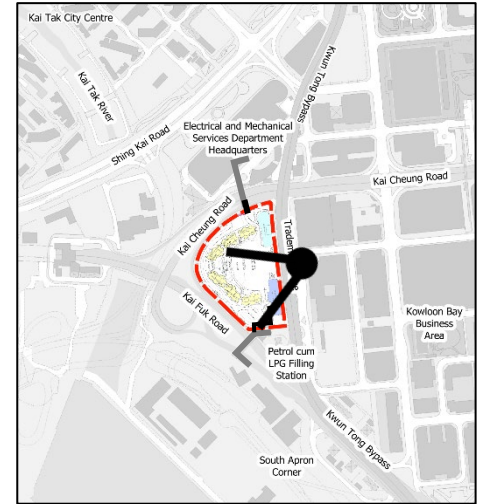 Kai Tak City Centre
Kai Tak River
Kwun Tong Bypass
Shing Kai Road
Electrical and Mechanical
Services Department
Headquarters
Kai Cheung Road
Kai Cheung Road
Kai Fuk Road
Kowloon Bay
Business
Area
Petrol cum
LPG Filling
Station
Kwun Tong Bypass
South Apron
Corner